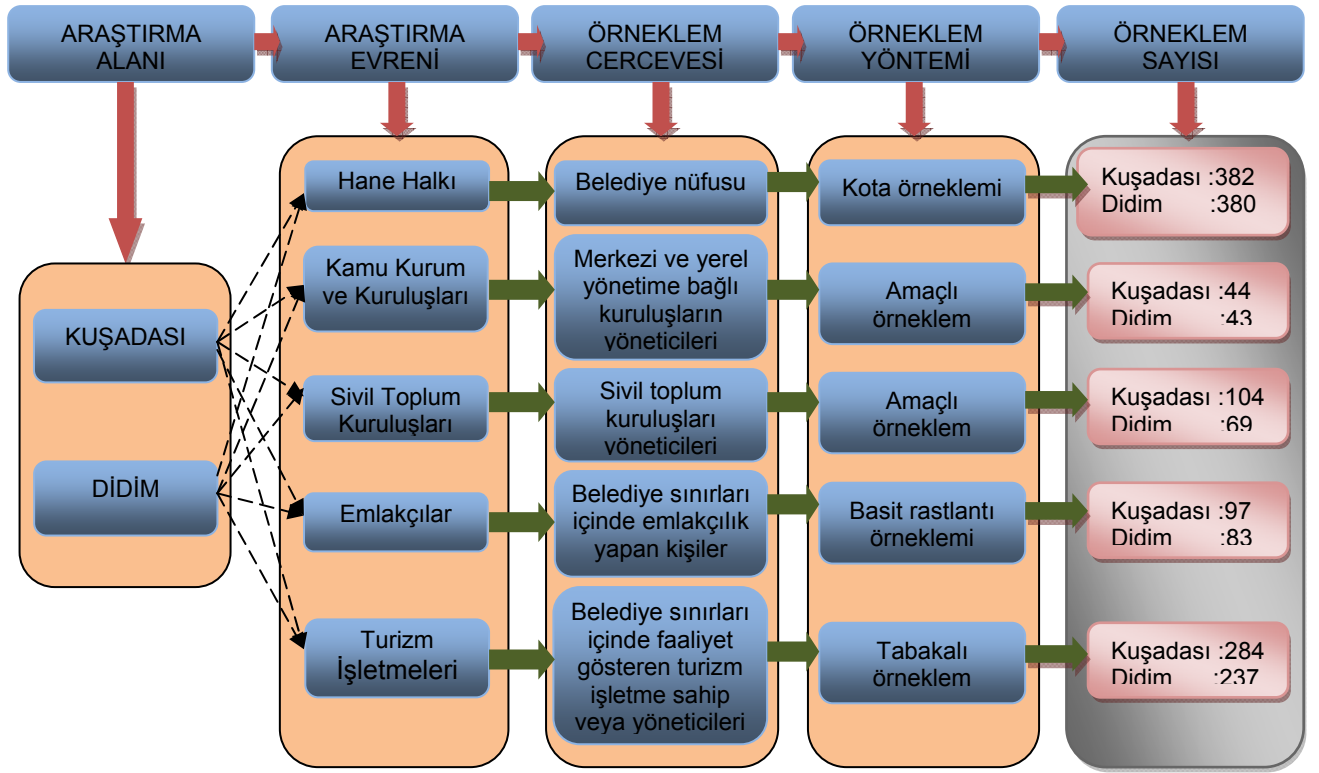 ARAŞTIRMA
ALANI
ARAŞTIRMA
EVRENİ
ÖRNEKLEM
CERCEVESİ
ÖRNEKLEM
YÖNTEMİ
ÖRNEKLEM
SAYISI
KUŞADASI
DİDİM
Hane Halkı
Belediye nüfusu
Kota örneklemi
Kuşadası :382
Didim :380
Kamu Kurum
ve Kuruluşları
Merkezi ve yerel
yönetime bağlı
kuruluşların
yöneticileri
Amaçlı
örneklem
Kuşadası :44
Didim :43
Sivil Toplum
Kuruluşları
Sivil toplum
kuruluşları
yöneticileri
Amaçlı
örneklem
Kuşadası :104
Didim :69
Emlakçılar
Belediye sınırları
içinde emlakçılık
yapan kişiler
Basit rastlantı
örneklemi
Kuşadası :97
Didim :83
Turizm
İşletmeleri
Belediye sınırları
içinde faaliyet
gösteren turizm
işletme sahip
veya yöneticileri
Tabakalı
örneklem
Kuşadası :284
Didim :237